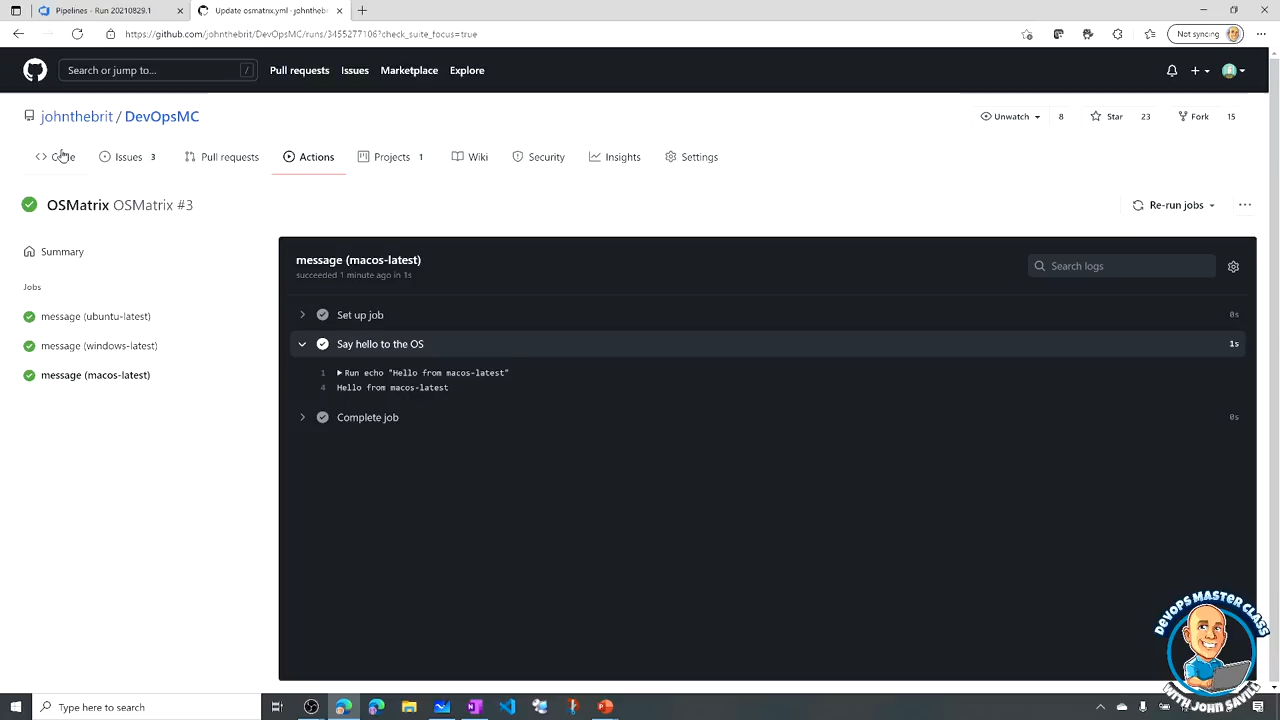 Pipelines - Run 20210829.1
Update osmatrix.yml · johnthebr
https://github.com/johnthebrit/DevOpsMC/runs/3455277106?check_suite_focus=true
Not syncing
Search or jump to...
/
Pull requests
Issues
Marketplace
Explore
johnthebrit / DevOpsMC
Unwatch
8
Star
23
Fork
15
Code
Issues 3
Pull requests
Actions
Projects 1
Wiki
Security
Insights
Settings
OSMatrix OSMatrix #3
Re-run jobs
Summary
Jobs
message (ubuntu-latest)
message (windows-latest)
message (macos-latest)
message (macos-latest)
succeeded 1 minute ago in 1s
Search logs
Set up job
0s
Say hello to the OS
1s
1 Run echo "Hello from macos-latest"
4 Hello from macos-latest
Complete job
0s
DEVOPS MASTER CLASS
WITH JOHN SAVILL
Type here to search